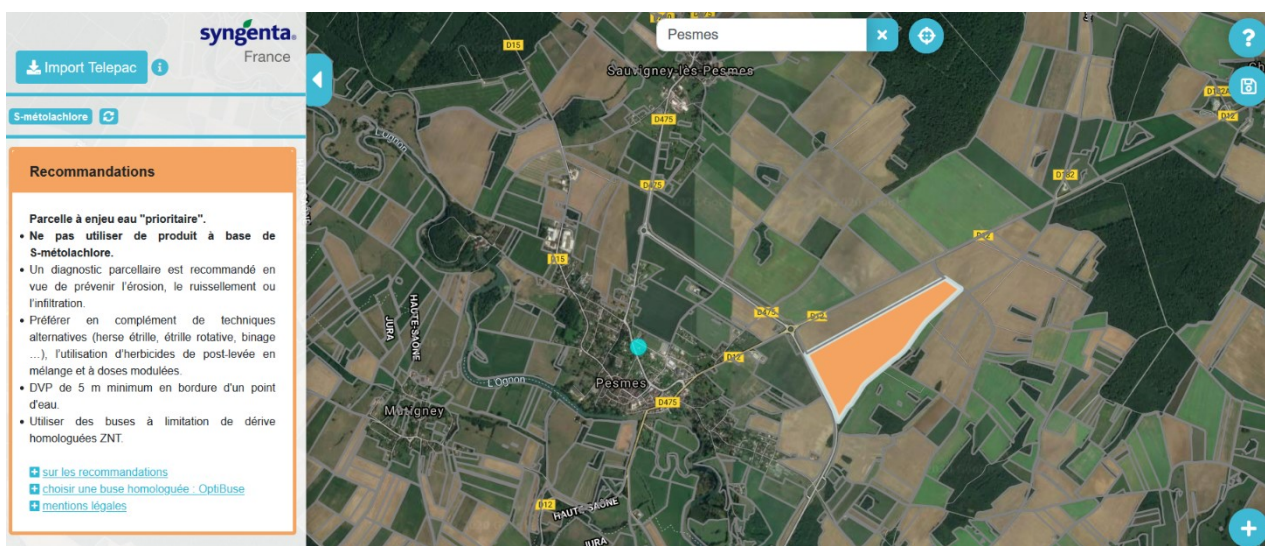 syngenta.
France
Import Telepac
i
S-métolachlore
Recommandations
Parcelle à enjeu eau "prioritaire".
• Ne pas utiliser de produit à base de
S-métolachlore.
• Un diagnostic parcellaire est recommandé en
vue de prévenir l'érosion, le ruissellement ou
l'infiltration.
• Préférer en complément de techniques
alternatives (herse étrille, étrille rotative, binage
…), l'utilisation d'herbicides de post-levée en
mélange et à doses modulées.
• DVP de 5 m minimum en bordure d'un point
d'eau.
• Utiliser des buses à limitation de dérive
homologuées ZNT.
sur les recommandations
choisir une buse homologuée : OptiBuse
mentions légales
Pesmes
?
D15
Sauvigney-lès-Pesmes
D182A
D12
D475
L'Ognon
D182
D475
D12
D15
HAUTE-SAÔNE
JURA
D475
D12
Pesmes
L'Ognon
Mutigney
D475
D12
HAUTE-SAÔNE
JURA